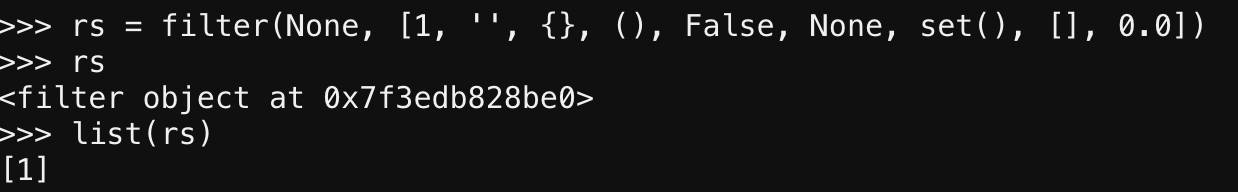 >>> rs = filter(None, [1, '', {}, (), False, None, set(), [], 0.0])
>>> rs
<filter object at 0x7f3edb828be0>
>>> list(rs)
[1]